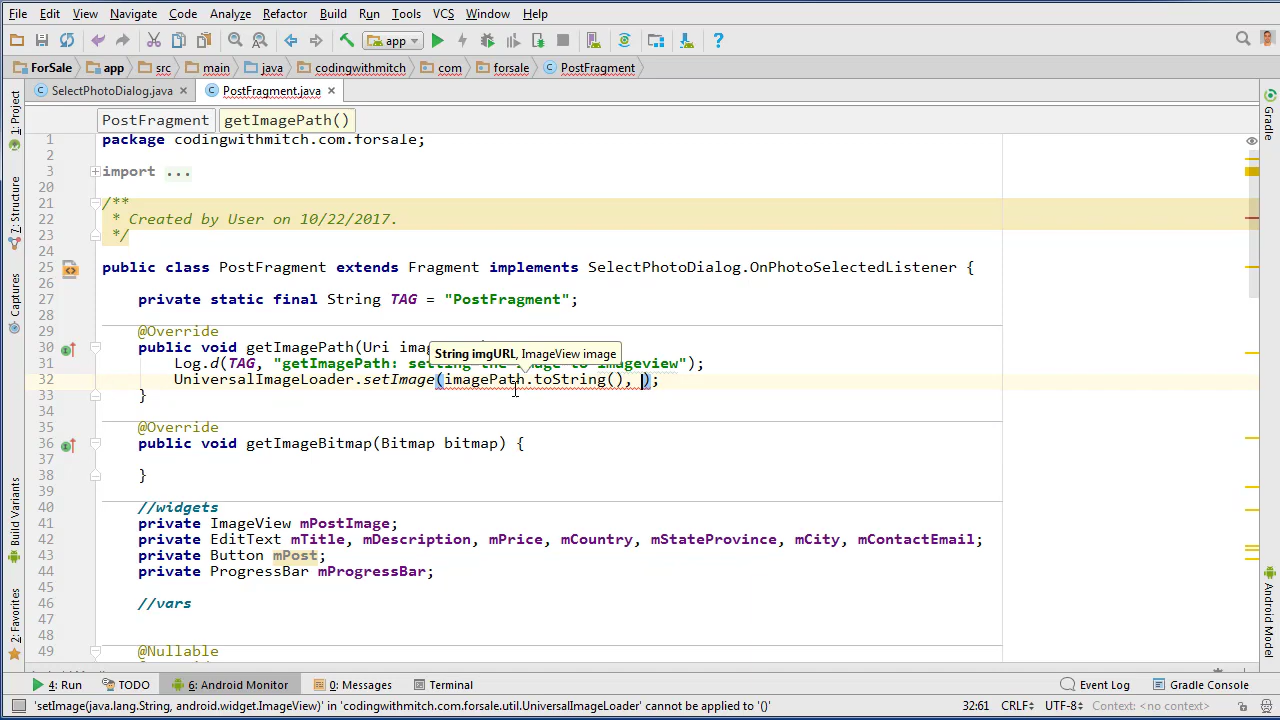 File Edit View Navigate Code Analyze Refactor Build Run Tools VCS Window Help
app
ForSale app src main java codingwithmitch com forsale PostFragment
SelectPhotoDialog.java PostFragment.java
PostFragment getImagePath()
1: Project
7: Structure
Captures
Build Variants
2: Favorites
1 package codingwithmitch.com.forsale;
2
3 import ...
20
21 /**
22 * Created by User on 10/22/2017.
23 */
24
25 public class PostFragment extends Fragment implements SelectPhotoDialog.OnPhotoSelectedListener {
26
27 private static final String TAG = "PostFragment";
28
29 @Override
30 public void getImagePath(Uri
String imgURL, ImageView image
31 Log.d(TAG, "getImagePath: setting the image to imageview");
32 UniversalImageLoader.setImage(imagePath.toString(), );
33 }
34
35 @Override
36 public void getImageBitmap(Bitmap bitmap) {
37
38 }
39
40 //widgets
41 private ImageView mPostImage;
42 private EditText mTitle, mDescription, mPrice, mCountry, mStateProvince, mCity, mContactEmail;
43 private Button mPost;
44 private ProgressBar mProgressBar;
45
46 //vars
47
48
49 @Nullable
Gradle
Android Model
4: Run TODO 6: Android Monitor 0: Messages Terminal Event Log Gradle Console
'setImage(java.lang.String, android.widget.ImageView)' in 'codingwithmitch.com.forsale.util.UniversalImageLoader' cannot be applied to '()' 32:61 CRLF UTF-8 Context: <no context>